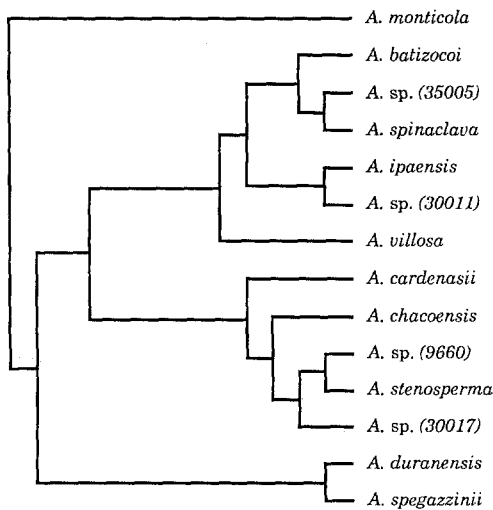 A. monticola
A. batizocoi
A. sp. (35005)
A. spinaclava
A. ipaensis
A. sp. (30011)
A. villosa
A. cardenasii
A. chacoensis
A. sp. (9660)
A. stenosperma
A. sp. (30017)
A. duranensis
A. spegazzinii